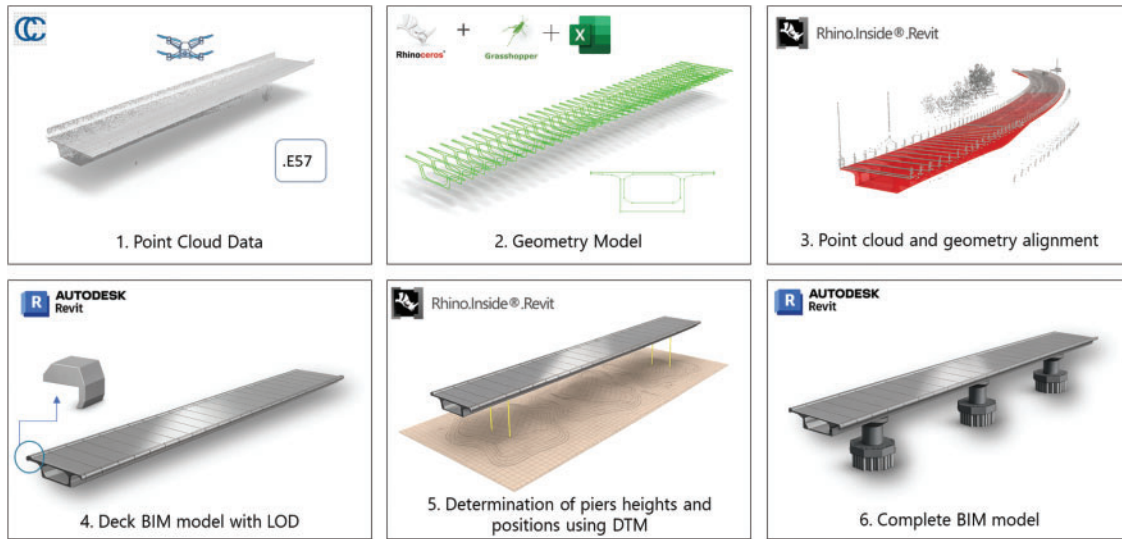 CC
Rhinoceros®
+
Grasshopper
+
X
Rhino.Inside®.Revit
.E57
1. Point Cloud Data
2. Geometry Model
3. Point cloud and geometry alignment
R
AUTODESK
Revit
Rhino.Inside®.Revit
R
AUTODESK
Revit
4. Deck BIM model with LOD
5. Determination of piers heights and
positions using DTM
6. Complete BIM model